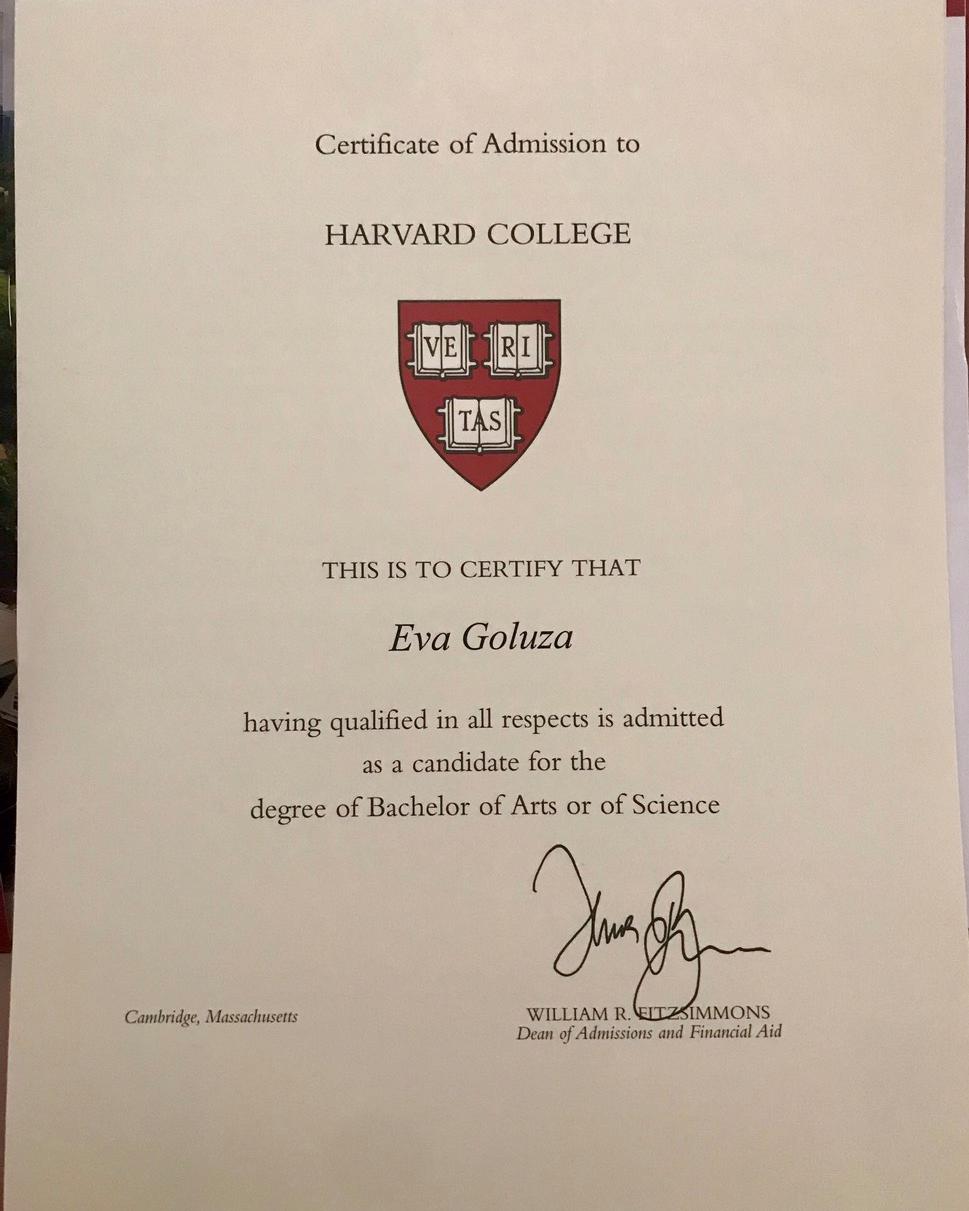 Certificate of Admission to
HARVARD COLLEGE
VE RI
TAS
THIS IS TO CERTIFY THAT
Eva Goluza
having qualified in all respects is admitted
as a candidate for the
degree of Bachelor of Arts or of Science
Cambridge, Massachusetts
WILLIAM R. FITZSIMMONS
Dean of Admissions and Financial Aid